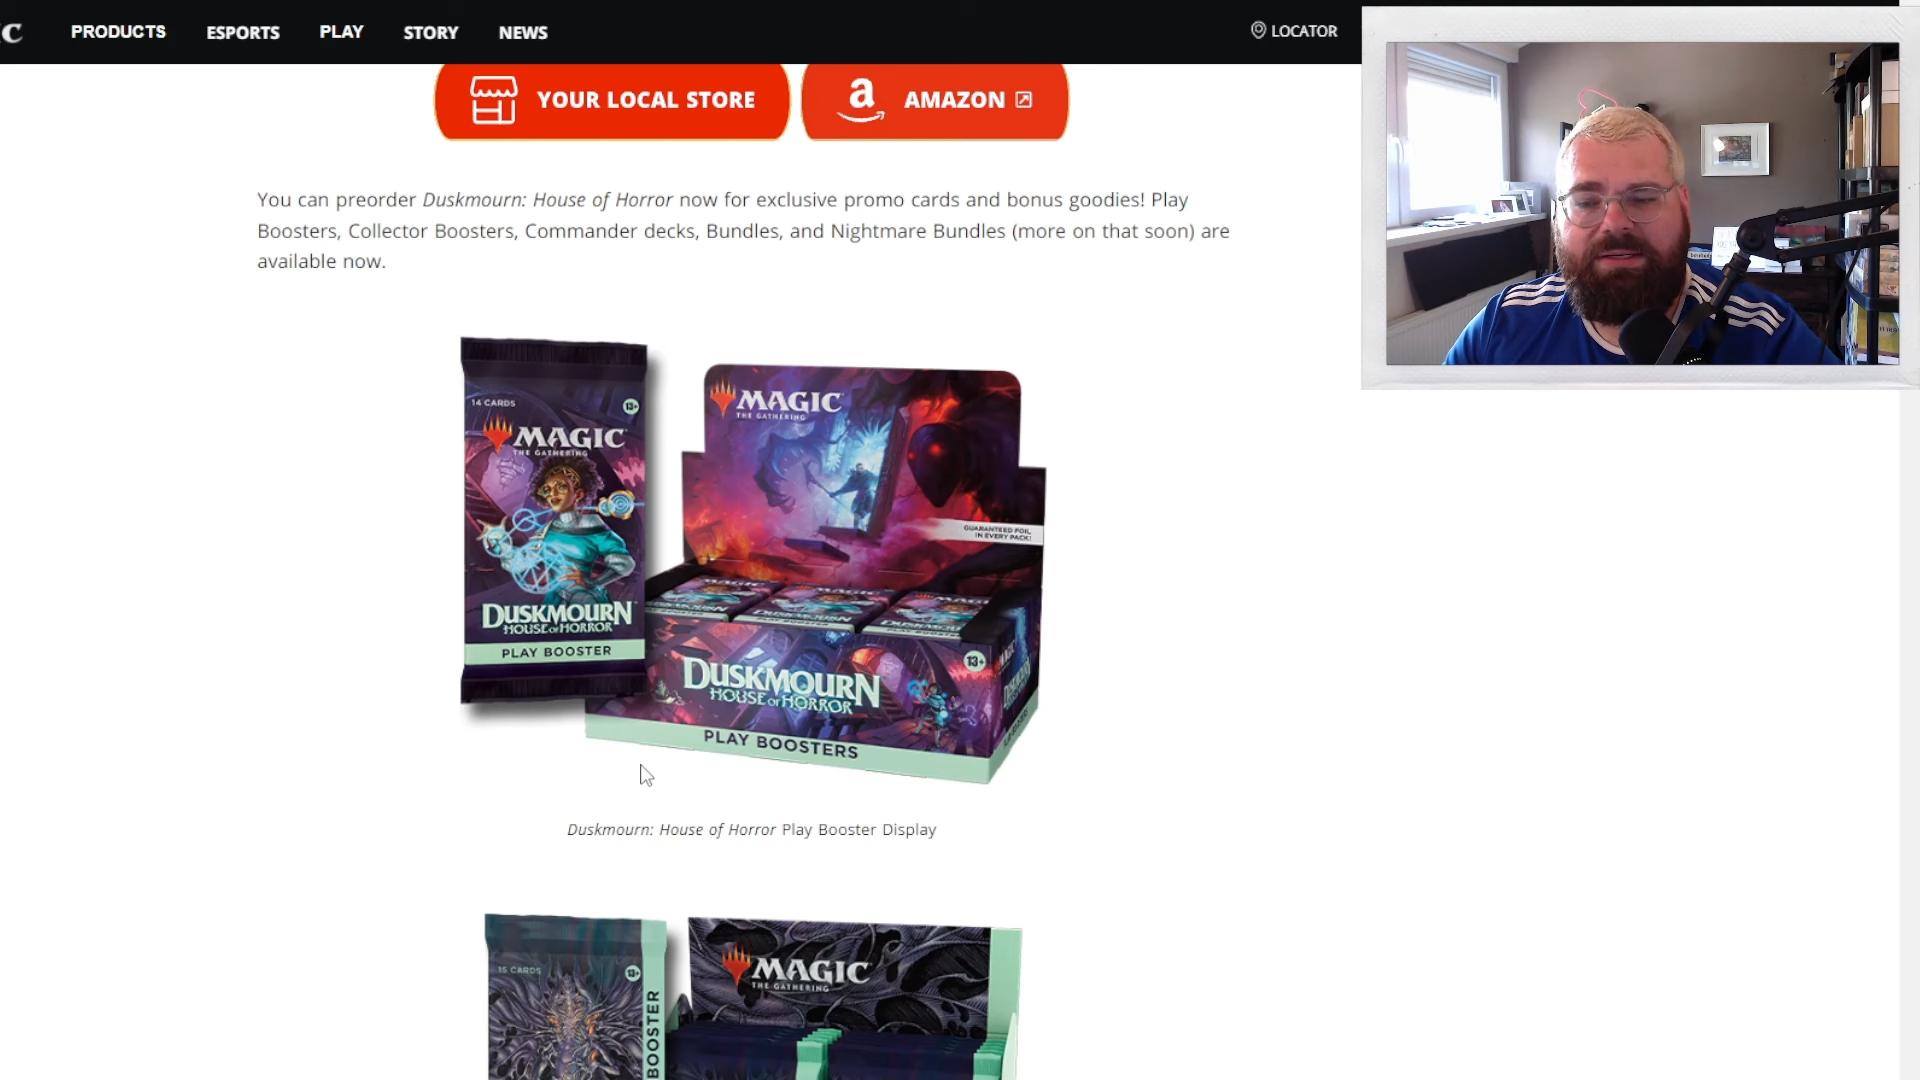 C PRODUCTS ESPORTS PLAY STORY NEWS LOCATOR
YOUR LOCAL STORE
AMAZON
You can preorder Duskmourn: House of Horror now for exclusive promo cards and bonus goodies! Play
Boosters, Collector Boosters, Commander decks, Bundles, and Nightmare Bundles (more on that soon) are
available now.
14 CARDS
13+
MAGIC
THE GATHERING
DUSKMOURN
HOUSE OF HORROR
PLAY BOOSTER
MAGIC
THE GATHERING
GUARANTEED FOIL
IN EVERY PACK!
DUSKMOURN
HOUSE OF HORROR
13+
PLAY BOOSTERS
Duskmourn: House of Horror Play Booster Display
15 CARDS
13+
BOOSTER
MAGIC
THE GATHERING